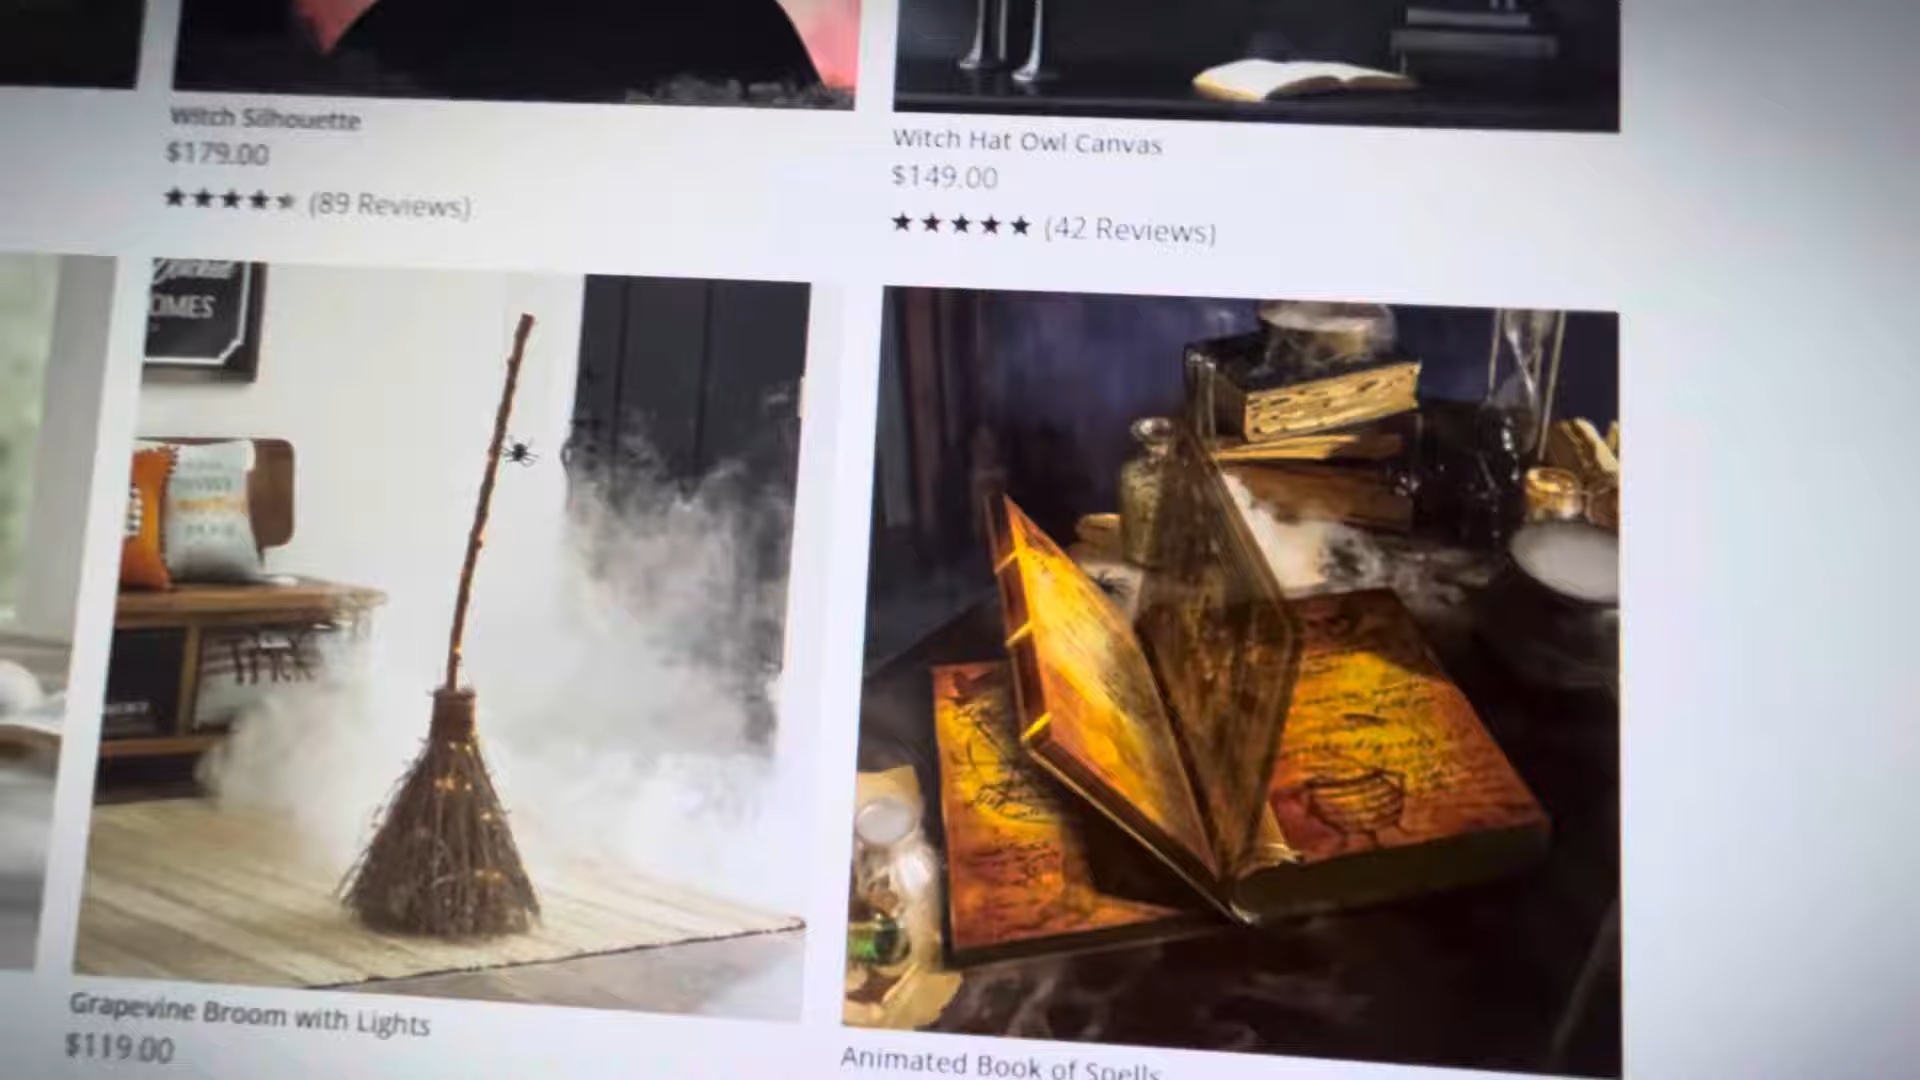 Witch Silhouette
$179.00
(89 Reviews)
Witch Hat Owl Canvas
$149.00
(42 Reviews)
OMES
Grapevine Broom with Lights
$119.00
Animated Book of Spells